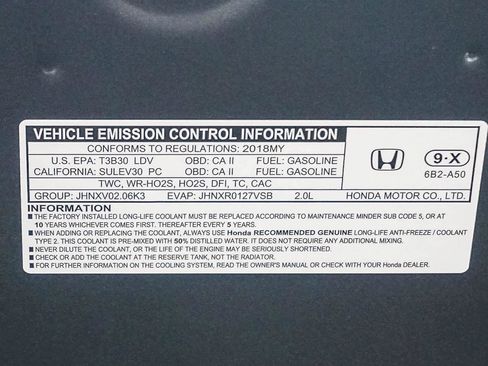 VEHICLE EMISSION CONTROL INFORMATION
CONFORMS TO REGULATIONS: 2018MY
U.S. EPA: T3B30 LDV OBD: CA II FUEL: GASOLINE
CALIFORNIA: SULEV30 PC OBD: CA II FUEL: GASOLINE
TWC, WR-HO2S, HO2S, DFI, TC, CAC
GROUP: JHNXV02.06K3 EVAP: JHNXR0127VSB 2.0L
9-X
6B2-A50
HONDA MOTOR CO., LTD.
INFORMATION
■ THE FACTORY INSTALLED LONG-LIFE COOLANT MUST BE REPLACED ACCORDING TO MAINTENANCE MINDER SUB CODE 5, OR AT
10 YEARS WHICHEVER COMES FIRST. THEREAFTER EVERY 5 YEARS.
■ WHEN ADDING OR REPLACING THE COOLANT, ALWAYS USE Honda RECOMMENDED GENUINE LONG-LIFE ANTI-FREEZE / COOLANT
TYPE 2. THIS COOLANT IS PRE-MIXED WITH 50% DISTILLED WATER. IT DOES NOT REQUIRE ANY ADDITIONAL MIXING.
■ NEVER DILUTE THE COOLANT, OR THE LIFE OF THE ENGINE MAY BE SERIOUSLY SHORTENED.
■ CHECK OR ADD THE COOLANT AT THE RESERVE TANK, NOT THE RADIATOR.
■ FOR FURTHER INFORMATION ON THE COOLING SYSTEM, READ THE OWNER'S MANUAL OR CHECK WITH YOUR Honda DEALER.